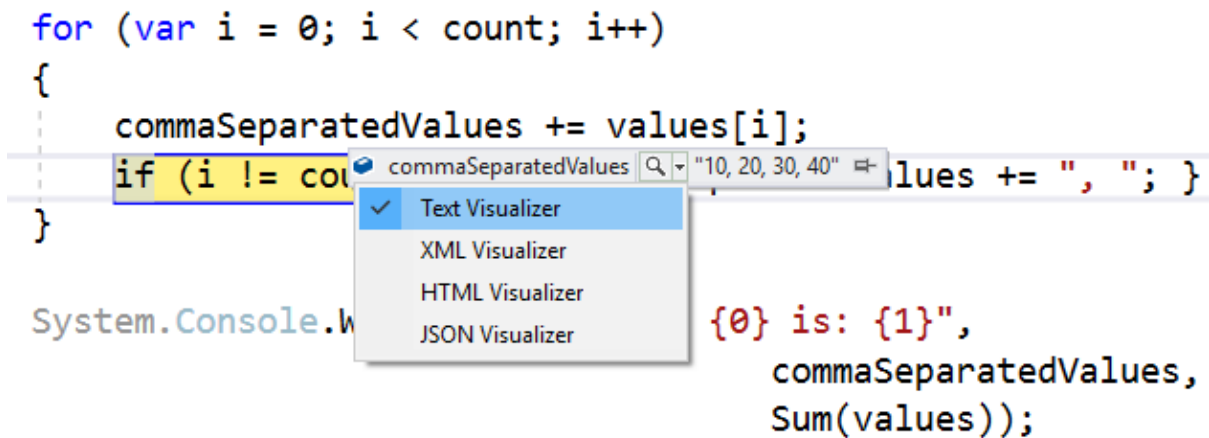 for (var i = 0; i < count; i++)
{
commaSeparatedValues += values[i];
if (i != cou lues += ", "; }
commaSeparatedValues "10, 20, 30, 40"
Text Visualizer
XML Visualizer
HTML Visualizer
JSON Visualizer
}
System.Console.W {0} is: {1}",
commaSeparatedValues,
Sum(values));